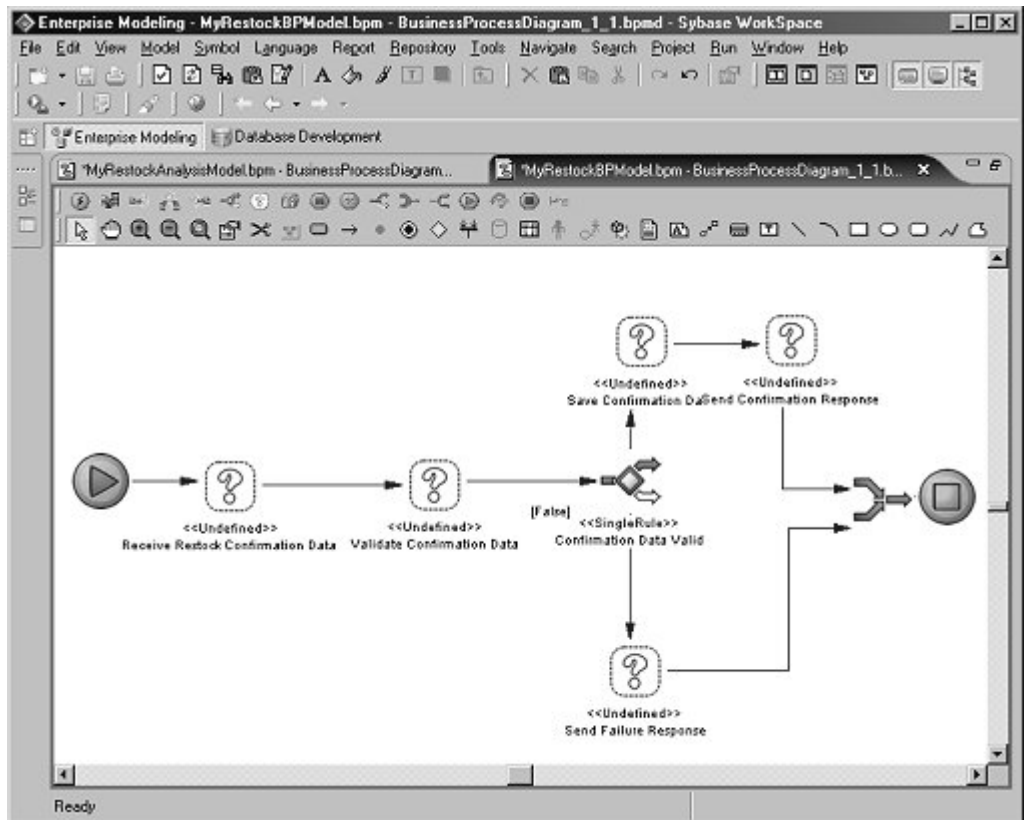 Enterprise Modeling - MyRestockBPModel.bpm - BusinessProcessDiagram_1_1.bpmd - Sybase WorkSpace
File Edit View Model Symbol Language Report Repository Tools Navigate Search Project Run Window Help
Enterprise Modeling Database Development
*MyRestockAnalysisModel.bpm - BusinessProcessDiagram... *MyRestockBPModel.bpm - BusinessProcessDiagram_1_1.b...
<<Undefined>> <<Undefined>>
Save Confirmation Da Send Confirmation Response
[False]
<<Undefined>> <<Undefined>> <<SingleRule>>
Receive Restock Confirmation Data Validate Confirmation Data Confirmation Data Valid
<<Undefined>>
Send Failure Response
Ready